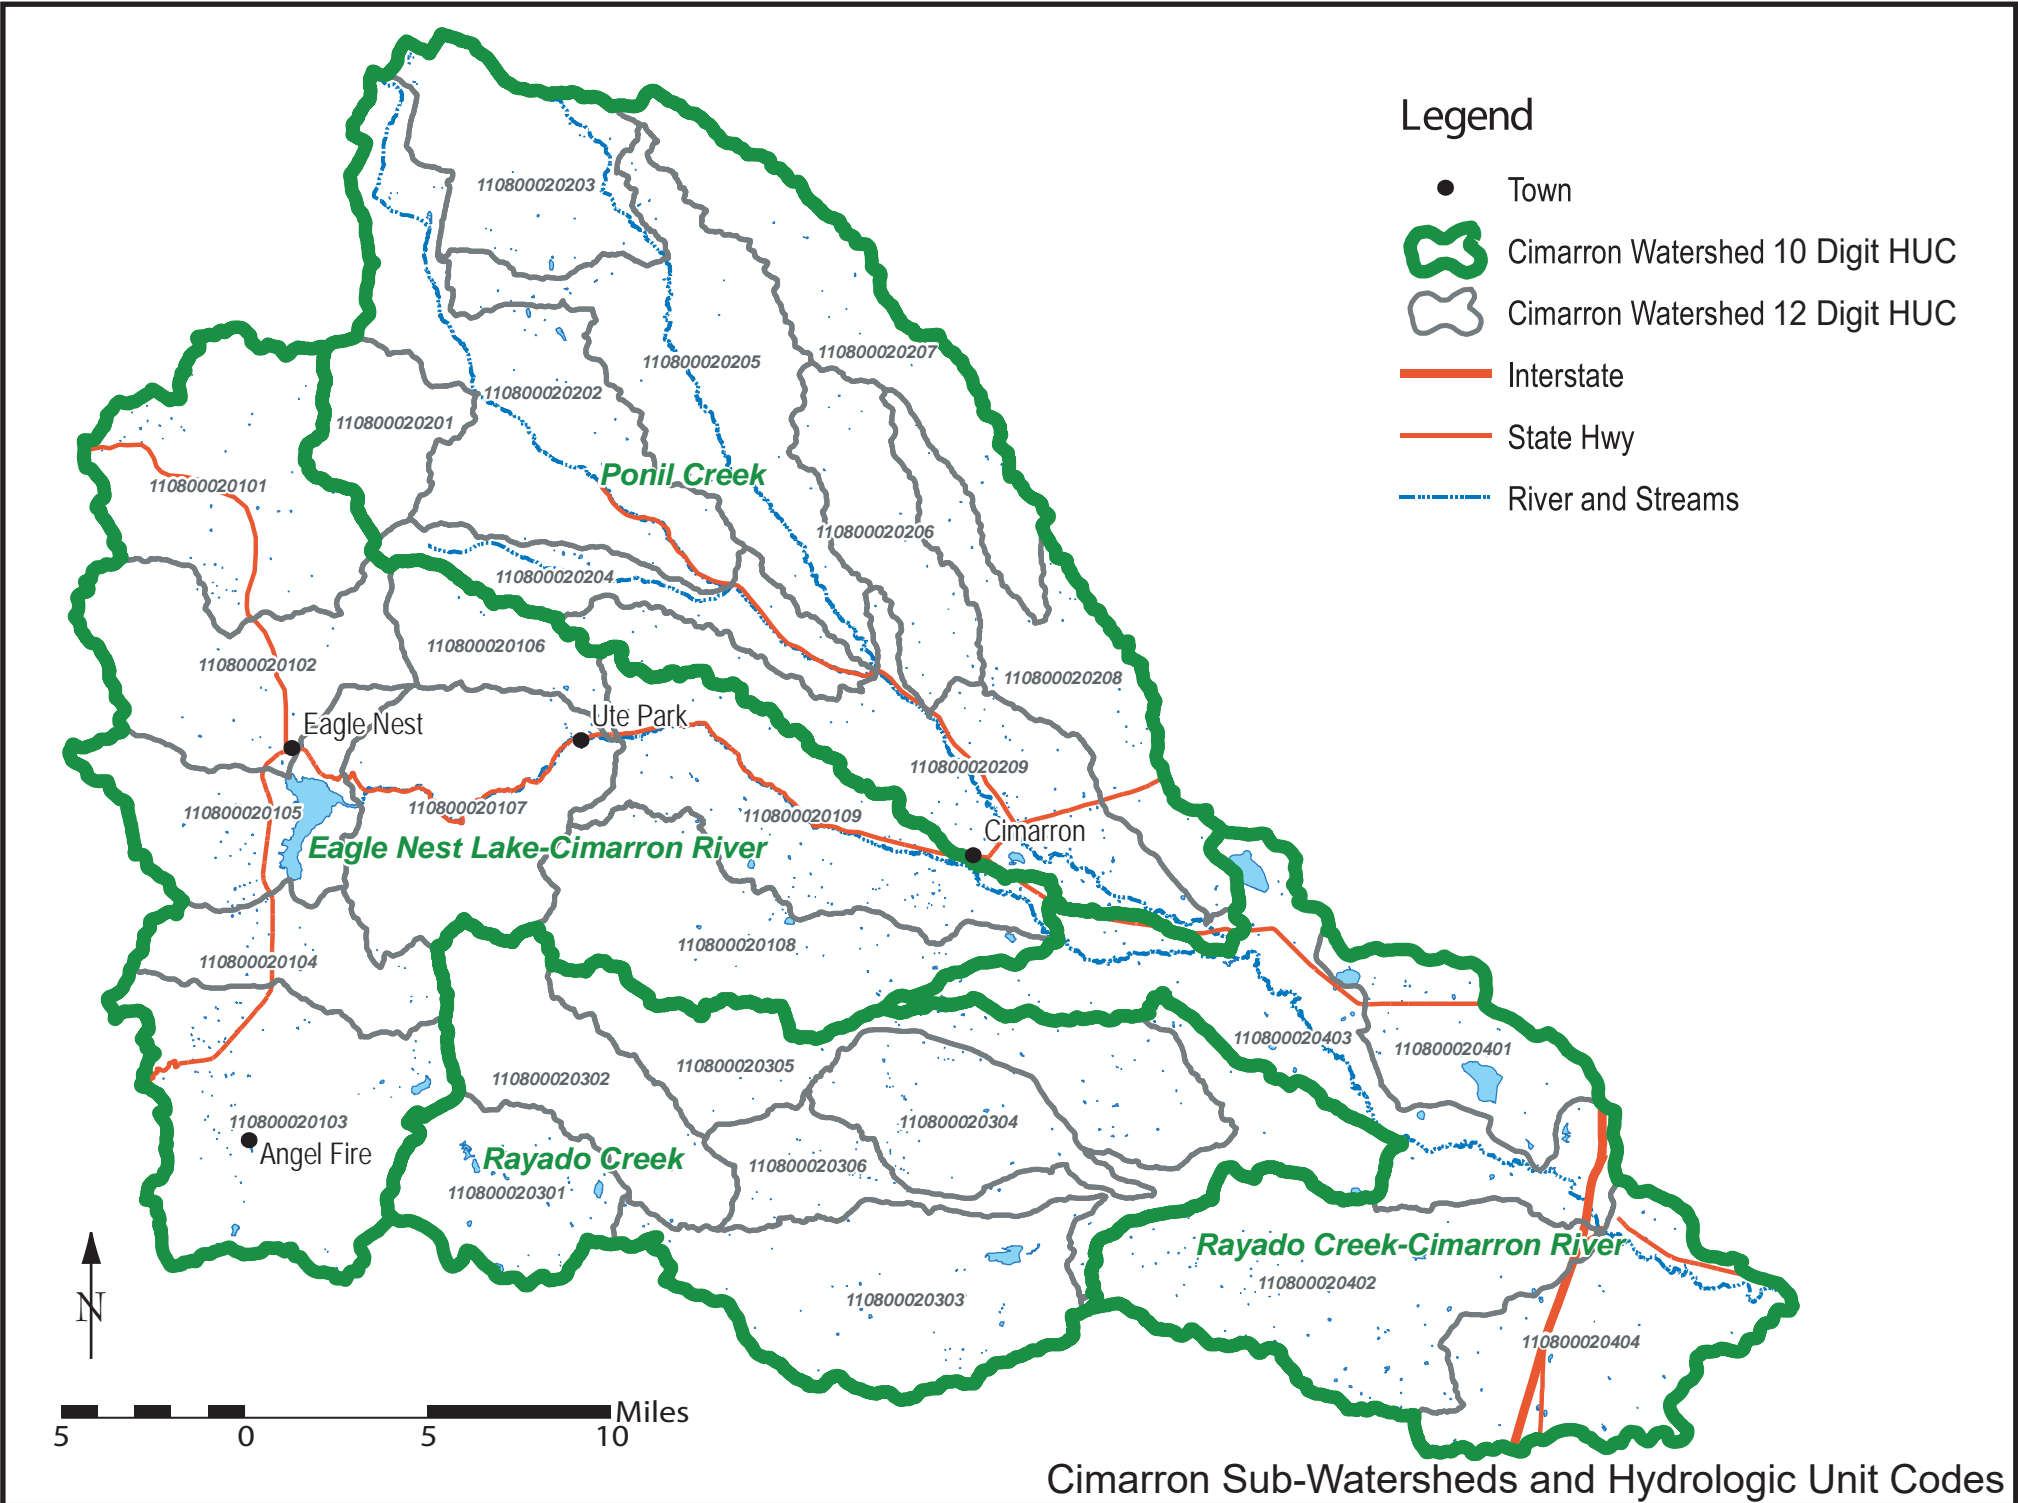 Legend
Town
Cimarron Watershed 10 Digit HUC
Cimarron Watershed 12 Digit HUC
Interstate
State Hwy
River and Streams
110800020203
110800020207
110800020205
110800020202
110800020201
Ponil Creek
110800020101
110800020206
110800020204
110800020106
110800020102
110800020208
Eagle Nest
Ute Park
110800020209
110800020105
110800020107
110800020109
Cimarron
Eagle Nest Lake-Cimarron River
110800020108
110800020104
110800020403
110800020401
110800020305
110800020302
110800020103
110800020304
Angel Fire
Rayado Creek
110800020306
110800020301
Rayado Creek-Cimarron River
110800020402
110800020303
110800020404
N
Miles
5 0 5 10
Cimarron Sub-Watersheds and Hydrologic Unit Codes